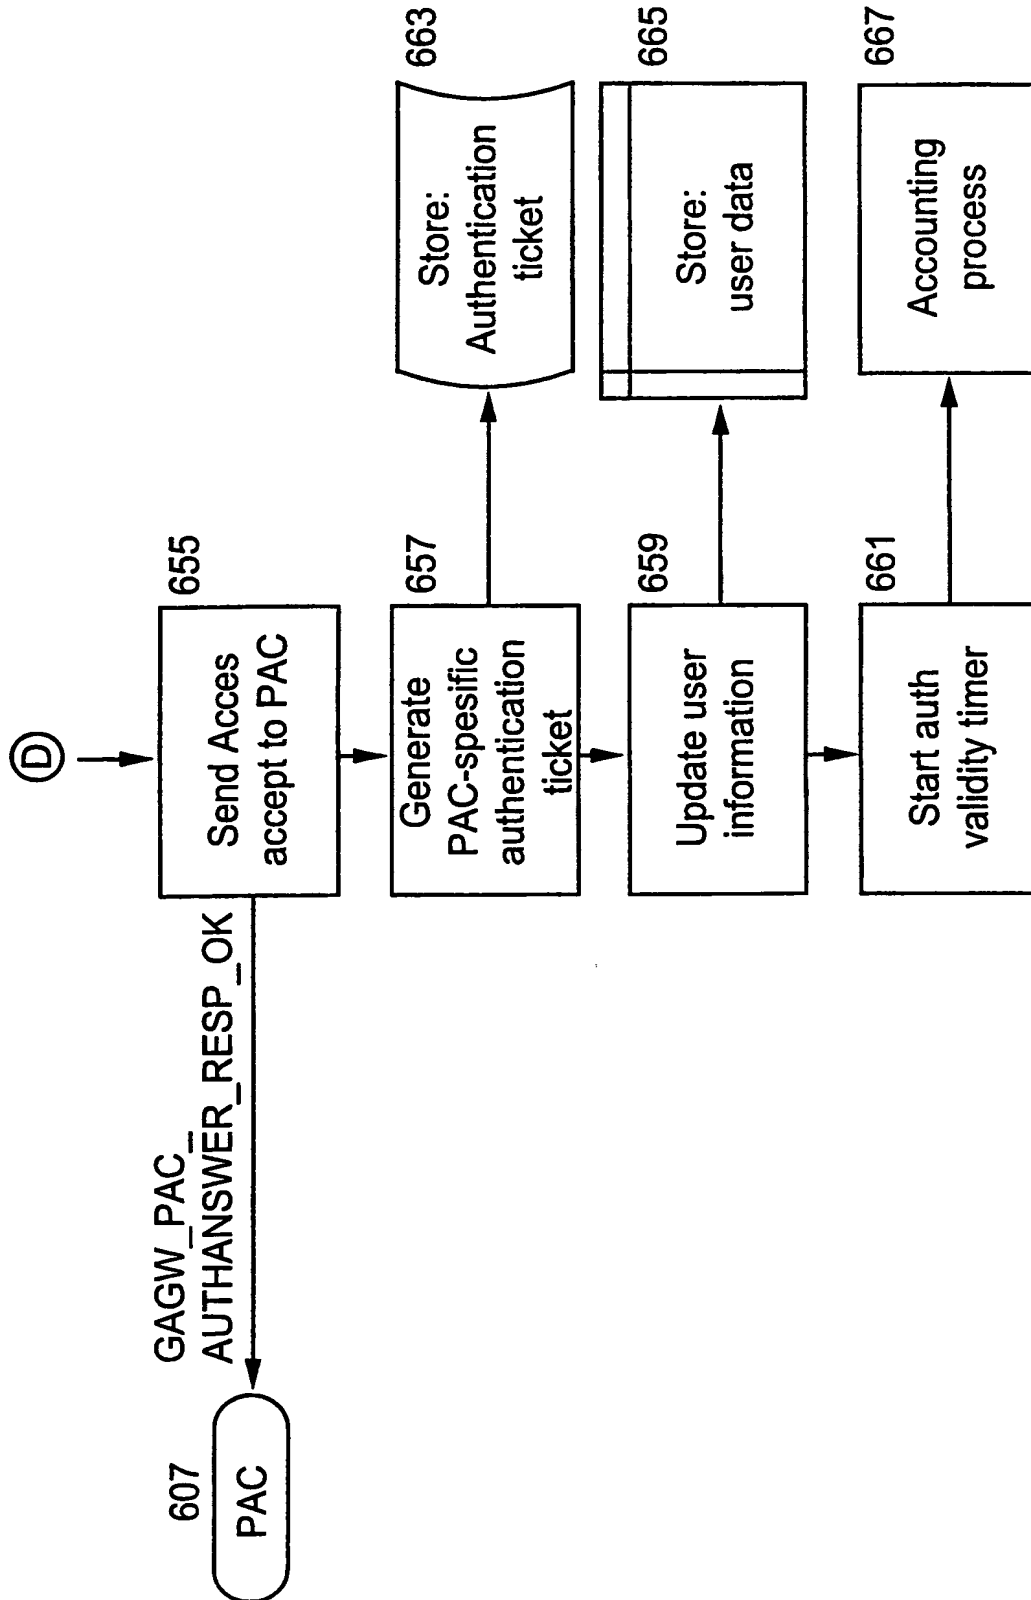 D
655
Send Acces
accept to PAC
GAGW_PAC_
AUTHANSWER_RESP_OK
607
PAC
657
Generate
PAC-spesific
authentication
ticket
663
Store:
Authentication
ticket
659
Update user
information
665
Store:
user data
661
Start auth
validity timer
667
Accounting
process